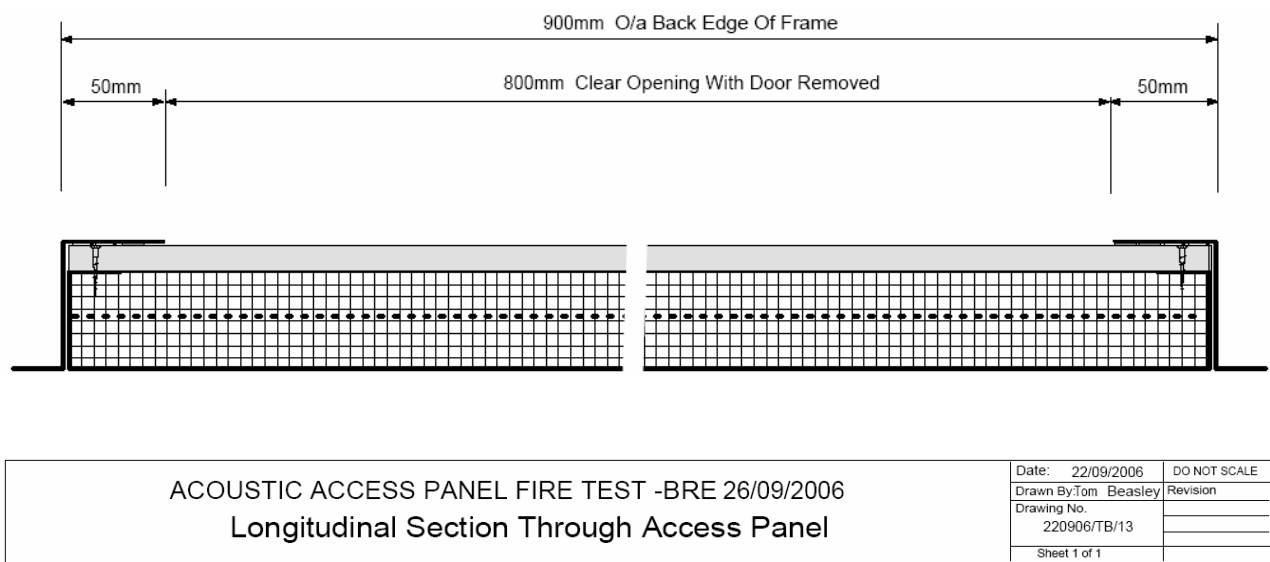 900mm O/a Back Edge Of Frame
50mm
800mm Clear Opening With Door Removed
50mm
ACOUSTIC ACCESS PANEL FIRE TEST -BRE 26/09/2006
Longitudinal Section Through Access Panel
Date: 22/09/2006
DO NOT SCALE
Drawn By:Tom Beasley
Revision
Drawing No.
220906/TB/13
Sheet 1 of 1